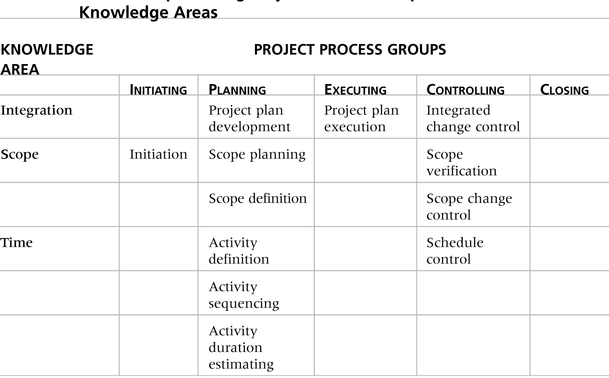 Knowledge Areas
KNOWLEDGE AREA PROJECT PROCESS GROUPS
INITIATING PLANNING EXECUTING CONTROLLING CLOSING
Integration Project plan development Project plan execution Integrated change control
Scope Initiation Scope planning Scope verification
Scope definition Scope change control
Time Activity definition Schedule control
Activity sequencing
Activity duration estimating